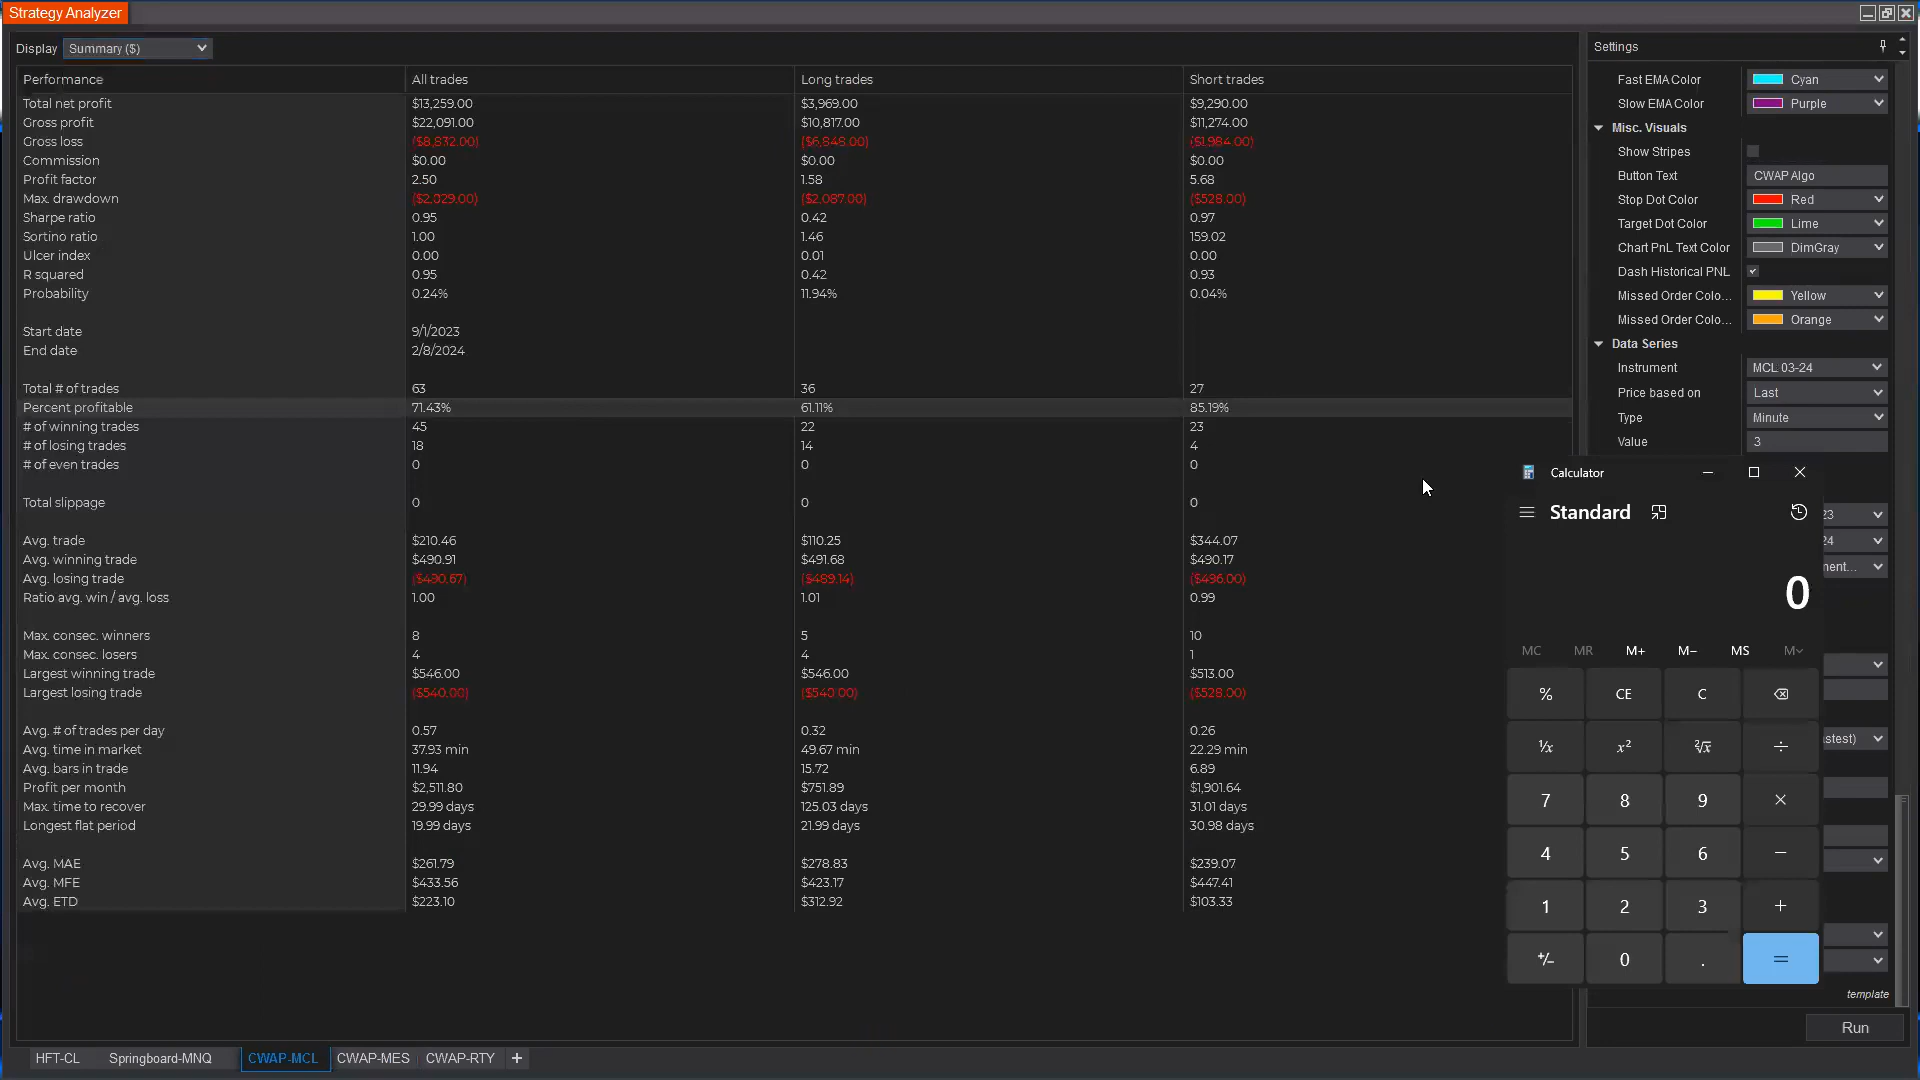 Strategy Analyzer
Display Summary ($)
Performance All trades Long trades Short trades
Total net profit $13,259.00 $3,969.00 $9,290.00
Gross profit $22,091.00 $10,817.00 $11,274.00
Gross loss ($8,832.00) ($6,848.00) ($1,984.00)
Commission $0.00 $0.00 $0.00
Profit factor 2.50 1.58 5.68
Max. drawdown ($2,029.00) ($2,087.00) ($528.00)
Sharpe ratio 0.95 0.42 0.97
Sortino ratio 1.00 1.46 159.02
Ulcer index 0.00 0.01 0.00
R squared 0.95 0.42 0.93
Probability 0.24% 11.94% 0.04%
Start date 9/1/2023
End date 2/8/2024
Total # of trades 63 36 27
Percent profitable 71.43% 61.11% 85.19%
# of winning trades 45 22 23
# of losing trades 18 14 4
# of even trades 0 0 0
Total slippage 0 0 0
Avg. trade $210.46 $110.25 $344.07
Avg. winning trade $490.91 $491.68 $490.17
Avg. losing trade ($490.67) ($489.14) ($496.00)
Ratio avg. win / avg. loss 1.00 1.01 0.99
Max. consec. winners 8 5 10
Max. consec. losers 4 4 1
Largest winning trade $546.00 $546.00 $513.00
Largest losing trade ($540.00) ($540.00) ($528.00)
Avg. # of trades per day 0.57 0.32 0.26
Avg. time in market 37.93 min 49.67 min 22.29 min
Avg. bars in trade 11.94 15.72 6.89
Profit per month $2,511.80 $751.89 $1,901.64
Max. time to recover 29.99 days 125.03 days 31.01 days
Longest flat period 19.99 days 21.99 days 30.98 days
Avg. MAE $261.79 $278.83 $239.07
Avg. MFE $433.56 $423.17 $447.41
Avg. ETD $223.10 $312.92 $103.33
HFT-CL Springboard-MNQ CWAP-MCL CWAP-MES CWAP-RTY +
Settings
Fast EMA Color Cyan
Slow EMA Color Purple
Misc. Visuals
Show Stripes
Button Text CWAP Algo
Stop Dot Color Red
Target Dot Color Lime
Chart PnL Text Color DimGray
Dash Historical PNL
Missed Order Colo... Yellow
Missed Order Colo... Orange
Data Series
Instrument MCL 03-24
Price based on Last
Type Minute
Value 3
23
24
ment...
stest)
template
Run
Calculator
Standard
0
MC MR M+ M− MS M
% CE C
¹/x x² ²√x ÷
7 8 9 ×
4 5 6 −
1 2 3 +
+/− 0 . =